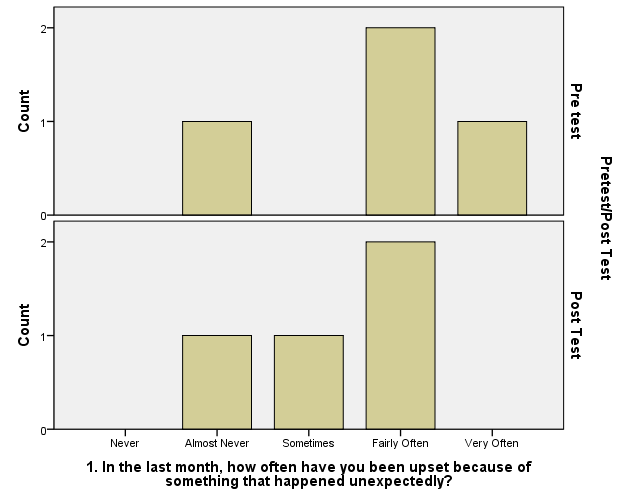 2
1
0
Count
Pre test
2
1
0
Count
Post Test
Pretest/Post Test
Never
Almost Never
Sometimes
Fairly Often
Very Often
1. In the last month, how often have you been upset because of
something that happened unexpectedly?